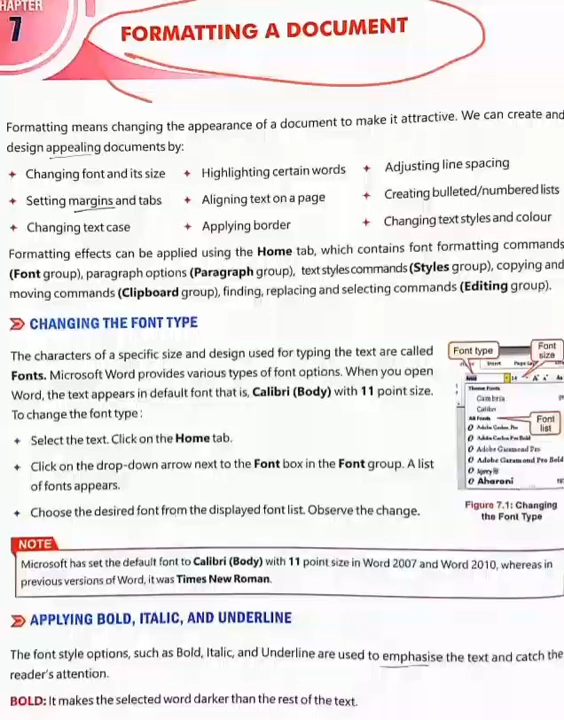 CHAPTER
7
FORMATTING A DOCUMENT
Formatting means changing the appearance of a document to make it attractive. We can create and
design appealing documents by:
+ Changing font and its size + Highlighting certain words + Adjusting line spacing
+ Setting margins and tabs + Aligning text on a page + Creating bulleted/numbered lists
+ Changing text case + Applying border + Changing text styles and colour
Formatting effects can be applied using the Home tab, which contains font formatting commands
(Font group), paragraph options (Paragraph group), text styles commands (Styles group), copying and
moving commands (Clipboard group), finding, replacing and selecting commands (Editing group).
CHANGING THE FONT TYPE
The characters of a specific size and design used for typing the text are called
Fonts. Microsoft Word provides various types of font options. When you open
Word, the text appears in default font that is, Calibri (Body) with 11 point size.
To change the font type:
+ Select the text. Click on the Home tab.
+ Click on the drop-down arrow next to the Font box in the Font group. A list
of fonts appears.
+ Choose the desired font from the displayed font list. Observe the change.
Font type
Font
size
Insert
Theme Fonts
Cambria
Calibri
All Fonts
Font
list
Adobe Caslon Pro
Adobe Caslon Pro Bold
Adobe Garamond Pro
Adobe Garamond Pro Bold
Aharoni
Figure 7.1: Changing
the Font Type
NOTE
Microsoft has set the default font to Calibri (Body) with 11 point size in Word 2007 and Word 2010, whereas in
previous versions of Word, it was Times New Roman.
APPLYING BOLD, ITALIC, AND UNDERLINE
The font style options, such as Bold, Italic, and Underline are used to emphasise the text and catch the
reader's attention.
BOLD: It makes the selected word darker than the rest of the text.